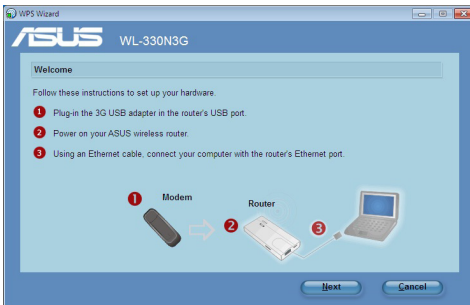 WPS Wizard
ASUS WL-330N3G
Welcome
Follow these instructions to set up your hardware.
1 Plug-in the 3G USB adapter in the router's USB port.
2 Power on your ASUS wireless router.
3 Using an Ethernet cable, connect your computer with the router's Ethernet port.
1 Modem
2 Router
3
Next Cancel